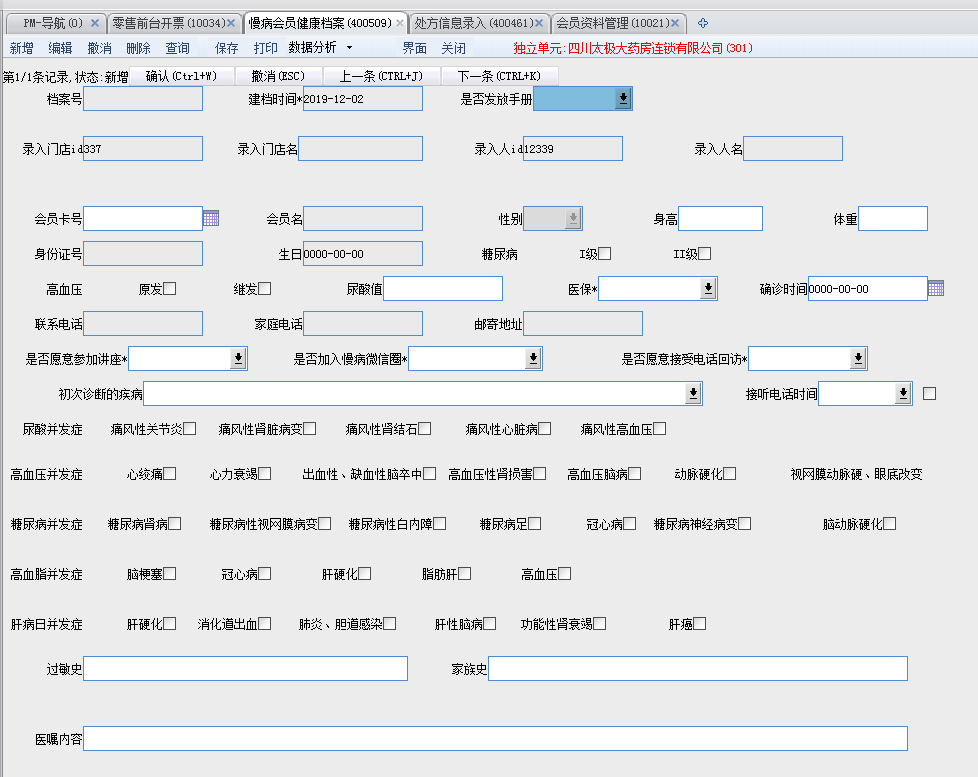 PM-导航(0) × 零售前台开票(10034)× 慢病会员健康档案(400509) × 处方信息录入(400461)× 会员资料管理(10021)×
新增 编辑 撤消 删除 查询 保存 打印 数据分析 界面 关闭 独立单元:四川太极大药房连锁有限公司(301)
第1/1条记录,状态:新增 确认(Ctrl+W) 撤消(ESC) 上一条(CTRL+J) 下一条(CTRL+K)
档案号 建档时间*2019-12-02 是否发放手册
录入门店id337 录入门店名 录入人id12339 录入人名
会员卡号 会员名 性别 身高 体重
身份证号 生日0000-00-00 糖尿病 I级 II级
高血压 原发 继发 尿酸值 医保* 确诊时间0000-00-00
联系电话 家庭电话 邮寄地址
是否愿意参加讲座* 是否加入慢病微信圈* 是否愿意接受电话回访*
初次诊断的疾病 接听电话时间
尿酸并发症 痛风性关节炎 痛风性肾脏病变 痛风性肾结石 痛风性心脏病 痛风性高血压
高血压并发症 心绞痛 心力衰竭 出血性、缺血性脑卒中 高血压性肾损害 高血压脑病 动脉硬化 视网膜动脉硬、眼底改变
糖尿病并发症 糖尿病肾病 糖尿病性视网膜病变 糖尿病性白内障 糖尿病足 冠心病 糖尿病神经病变 脑动脉硬化
高血脂并发症 脑梗塞 冠心病 肝硬化 脂肪肝 高血压
肝病日并发症 肝硬化 消化道出血 肺炎、胆道感染 肝性脑病 功能性肾衰竭 肝癌
过敏史 家族史
医嘱内容